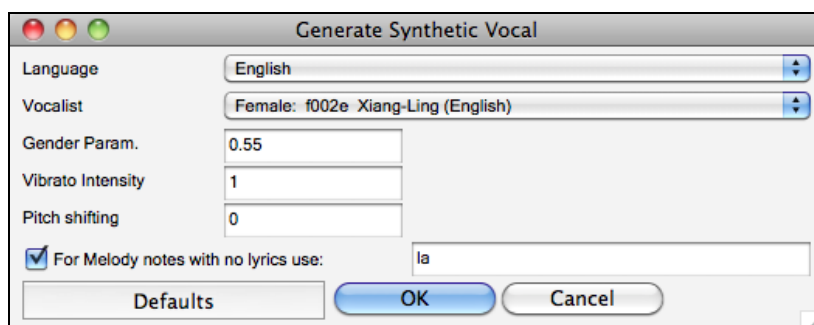 Generate Synthetic Vocal
Language English
Vocalist Female: f002e Xiang-Ling (English)
Gender Param. 0.55
Vibrato Intensity 1
Pitch shifting 0
For Melody notes with no lyrics use: la
Defaults OK Cancel